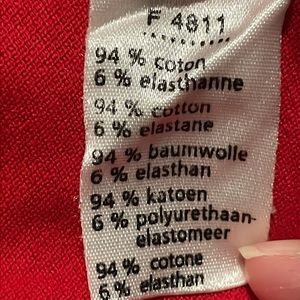 F 4811
94 % coton
6 % elasthanne
94 % cotton
6 % elastane
94 % baumwolle
6 % elasthan
94 % katoen
6 % polyurethaan-
elastomeer
94 % cotone
6 % elasthan